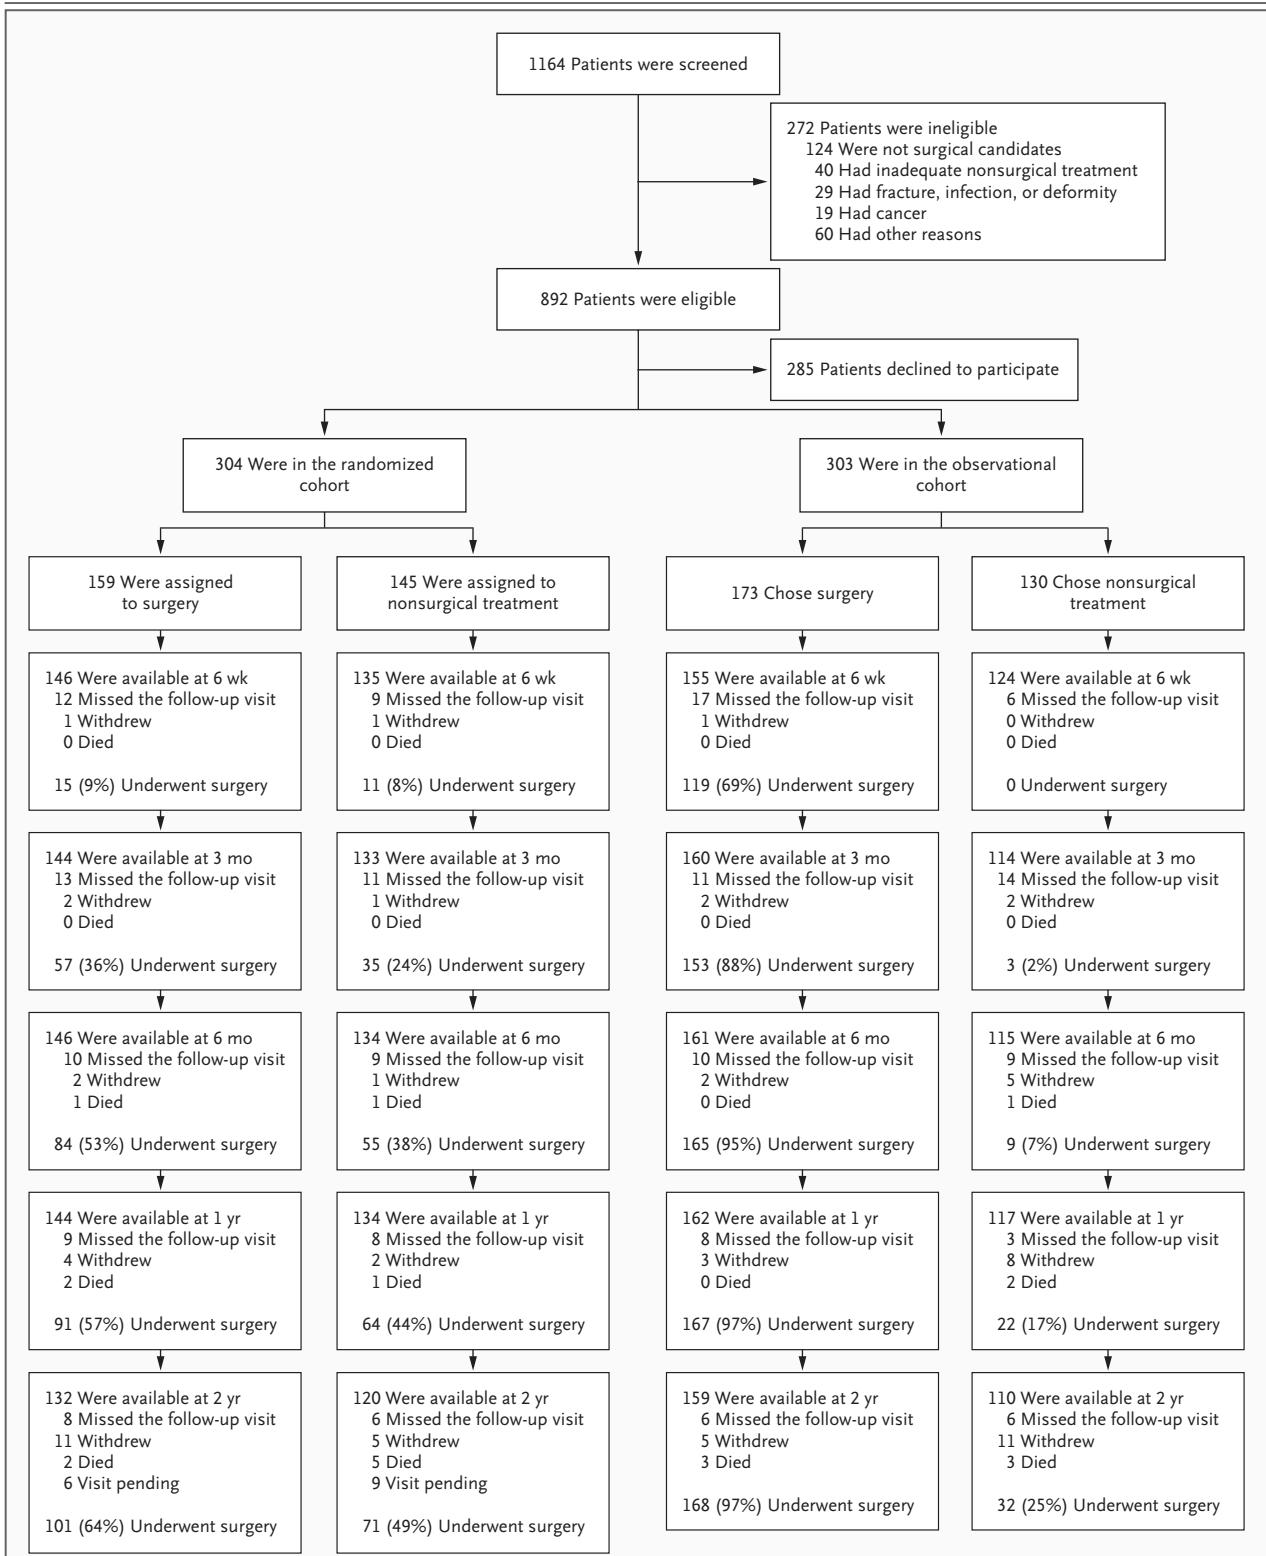 1164 Patients were screened
272 Patients were ineligible
124 Were not surgical candidates
40 Had inadequate nonsurgical treatment
29 Had fracture, infection, or deformity
19 Had cancer
60 Had other reasons
892 Patients were eligible
285 Patients declined to participate
304 Were in the randomized
cohort
303 Were in the observational
cohort
159 Were assigned
to surgery
145 Were assigned to
nonsurgical treatment
173 Chose surgery
130 Chose nonsurgical
treatment
146 Were available at 6 wk
12 Missed the follow-up visit
1 Withdrew
0 Died
15 (9%) Underwent surgery
135 Were available at 6 wk
9 Missed the follow-up visit
1 Withdrew
0 Died
11 (8%) Underwent surgery
155 Were available at 6 wk
17 Missed the follow-up visit
1 Withdrew
0 Died
119 (69%) Underwent surgery
124 Were available at 6 wk
6 Missed the follow-up visit
0 Withdrew
0 Died
0 Underwent surgery
144 Were available at 3 mo
13 Missed the follow-up visit
2 Withdrew
0 Died
57 (36%) Underwent surgery
133 Were available at 3 mo
11 Missed the follow-up visit
1 Withdrew
0 Died
35 (24%) Underwent surgery
160 Were available at 3 mo
11 Missed the follow-up visit
2 Withdrew
0 Died
153 (88%) Underwent surgery
114 Were available at 3 mo
14 Missed the follow-up visit
2 Withdrew
0 Died
3 (2%) Underwent surgery
146 Were available at 6 mo
10 Missed the follow-up visit
2 Withdrew
1 Died
84 (53%) Underwent surgery
134 Were available at 6 mo
9 Missed the follow-up visit
1 Withdrew
1 Died
55 (38%) Underwent surgery
161 Were available at 6 mo
10 Missed the follow-up visit
2 Withdrew
0 Died
165 (95%) Underwent surgery
115 Were available at 6 mo
9 Missed the follow-up visit
5 Withdrew
1 Died
9 (7%) Underwent surgery
144 Were available at 1 yr
9 Missed the follow-up visit
4 Withdrew
2 Died
91 (57%) Underwent surgery
134 Were available at 1 yr
8 Missed the follow-up visit
2 Withdrew
1 Died
64 (44%) Underwent surgery
162 Were available at 1 yr
8 Missed the follow-up visit
3 Withdrew
0 Died
167 (97%) Underwent surgery
117 Were available at 1 yr
3 Missed the follow-up visit
8 Withdrew
2 Died
22 (17%) Underwent surgery
132 Were available at 2 yr
8 Missed the follow-up visit
11 Withdrew
2 Died
6 Visit pending
101 (64%) Underwent surgery
120 Were available at 2 yr
6 Missed the follow-up visit
5 Withdrew
5 Died
9 Visit pending
71 (49%) Underwent surgery
159 Were available at 2 yr
6 Missed the follow-up visit
5 Withdrew
3 Died
168 (97%) Underwent surgery
110 Were available at 2 yr
6 Missed the follow-up visit
11 Withdrew
3 Died
32 (25%) Underwent surgery